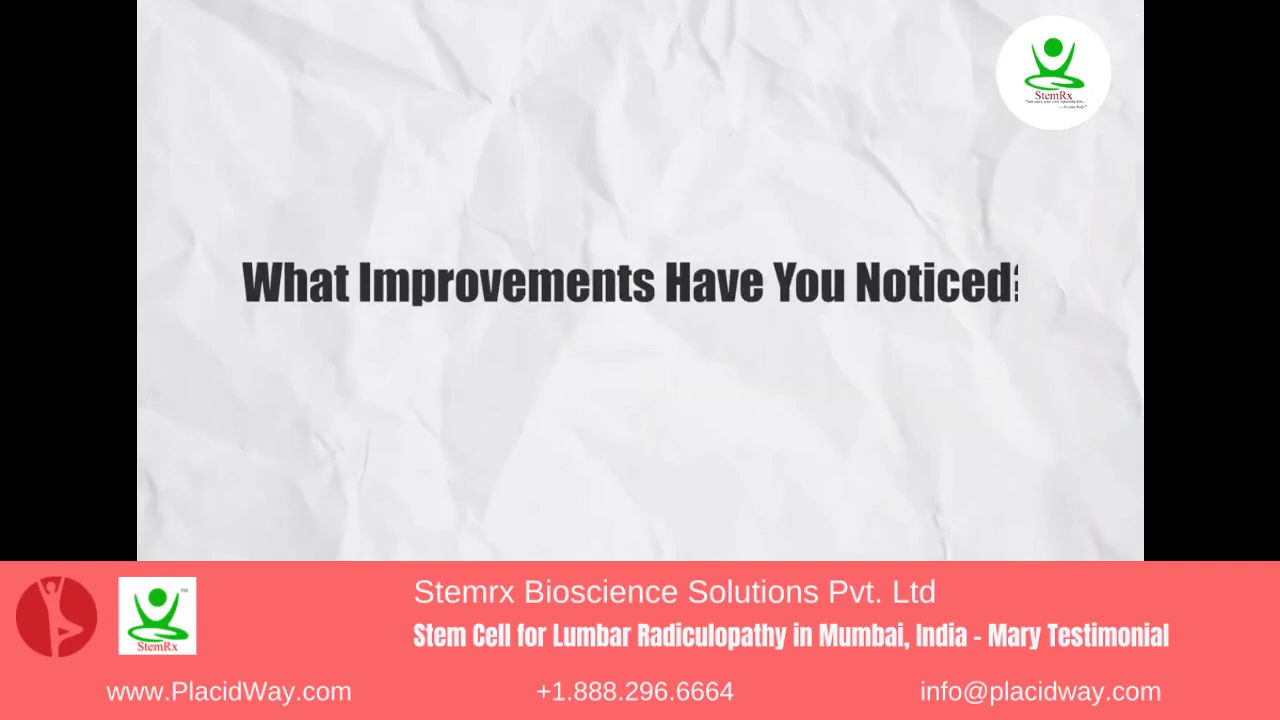 StemRx
What Improvements Have You Noticed?
Stemrx Bioscience Solutions Pvt. Ltd
Stem Cell for Lumbar Radiculopathy in Mumbai, India - Mary Testimonial
TM
StemRx
www.PlacidWay.com
+1.888.296.6664
info@placidway.com